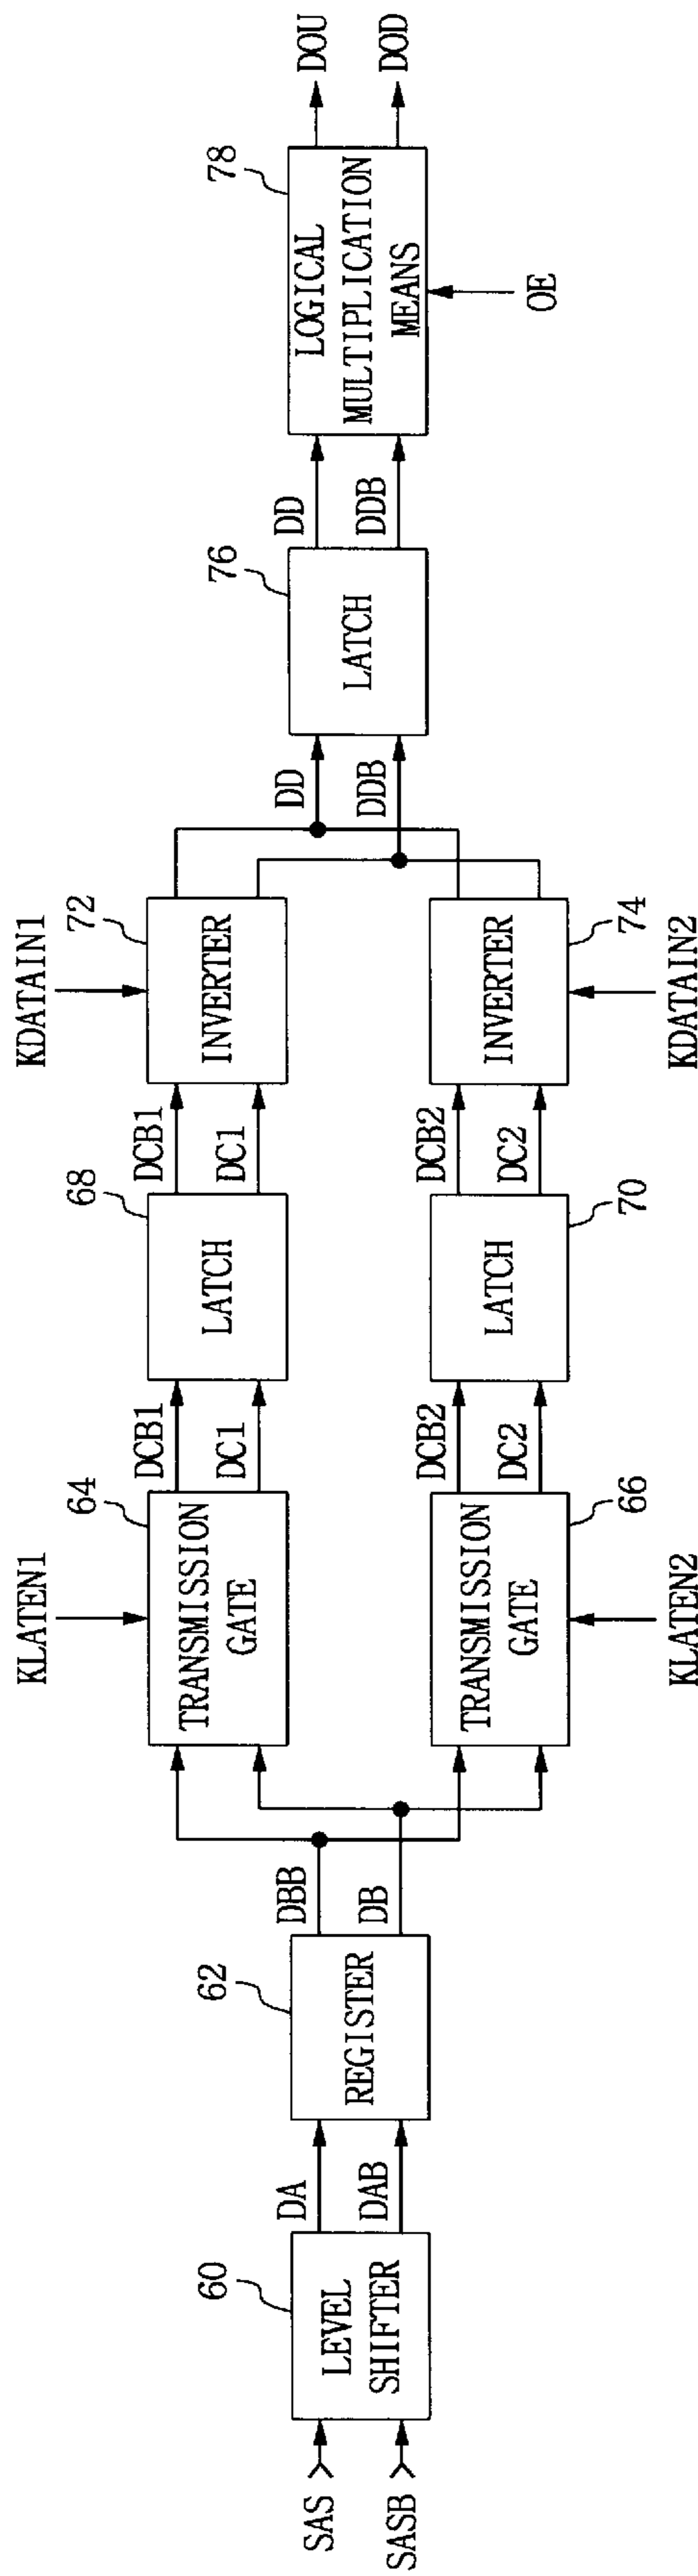 SAS
SASB
60
LEVEL
SHIFTER
DA
DAB
62
REGISTER
DBB
DB
KLATEN1
64
TRANSMISSION
GATE
DCB1
DC1
68
LATCH
DCB1
DC1
KDATAIN1
72
INVERTER
KLATEN2
66
TRANSMISSION
GATE
DCB2
DC2
70
LATCH
DCB2
DC2
KDATAIN2
74
INVERTER
DD
DDB
76
LATCH
DD
DDB
78
LOGICAL
MULTIPLICATION
MEANS
OE
DOU
DOD